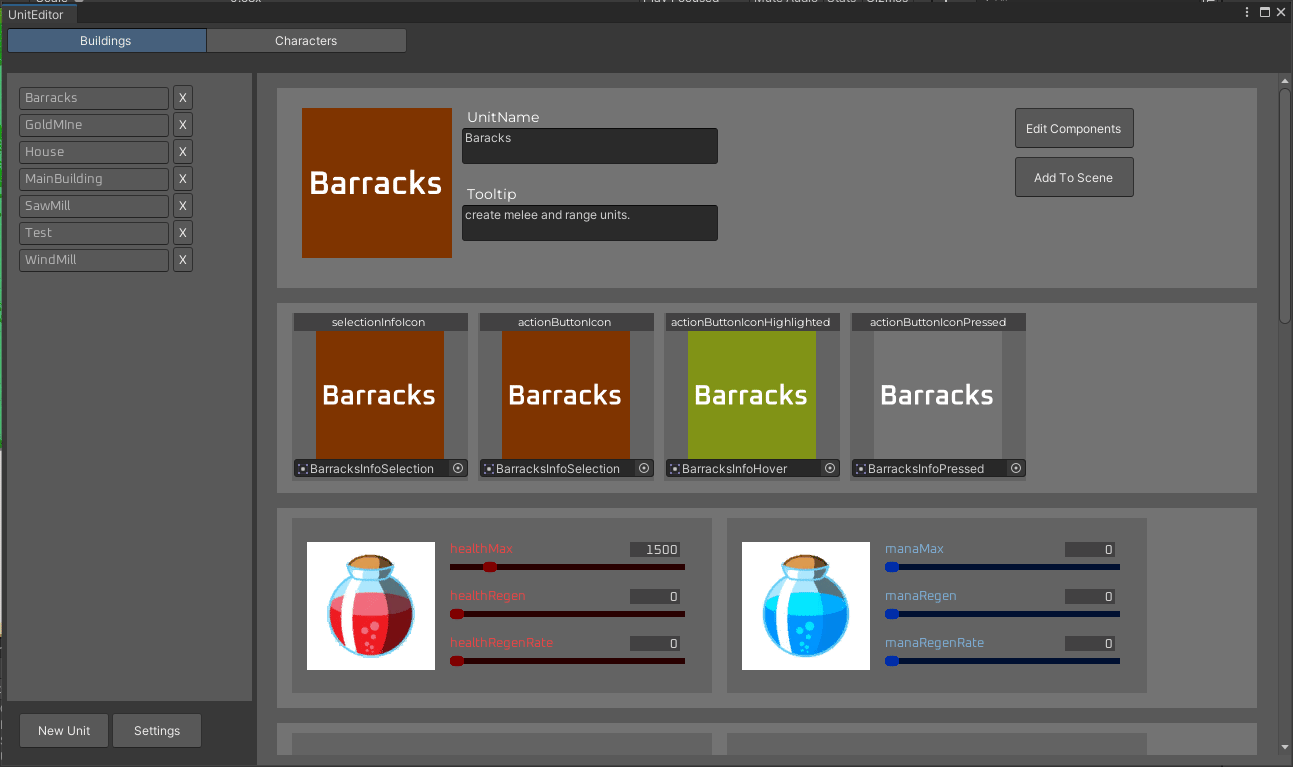 UnitEditor
Buildings
Characters
Barracks X
GoldMIne X
House X
MainBuilding X
SawMill X
Test X
WindMill X
New Unit
Settings
Barracks
UnitName
Baracks
Tooltip
create melee and range units.
Edit Components
Add To Scene
selectionInfoIcon
Barracks
BarracksInfoSelection
actionButtonIcon
Barracks
BarracksInfoSelection
actionButtonIconHighlighted
Barracks
BarracksInfoHover
actionButtonIconPressed
Barracks
BarracksInfoPressed
healthMax 1500
healthRegen 0
healthRegenRate 0
manaMax 0
manaRegen 0
manaRegenRate 0